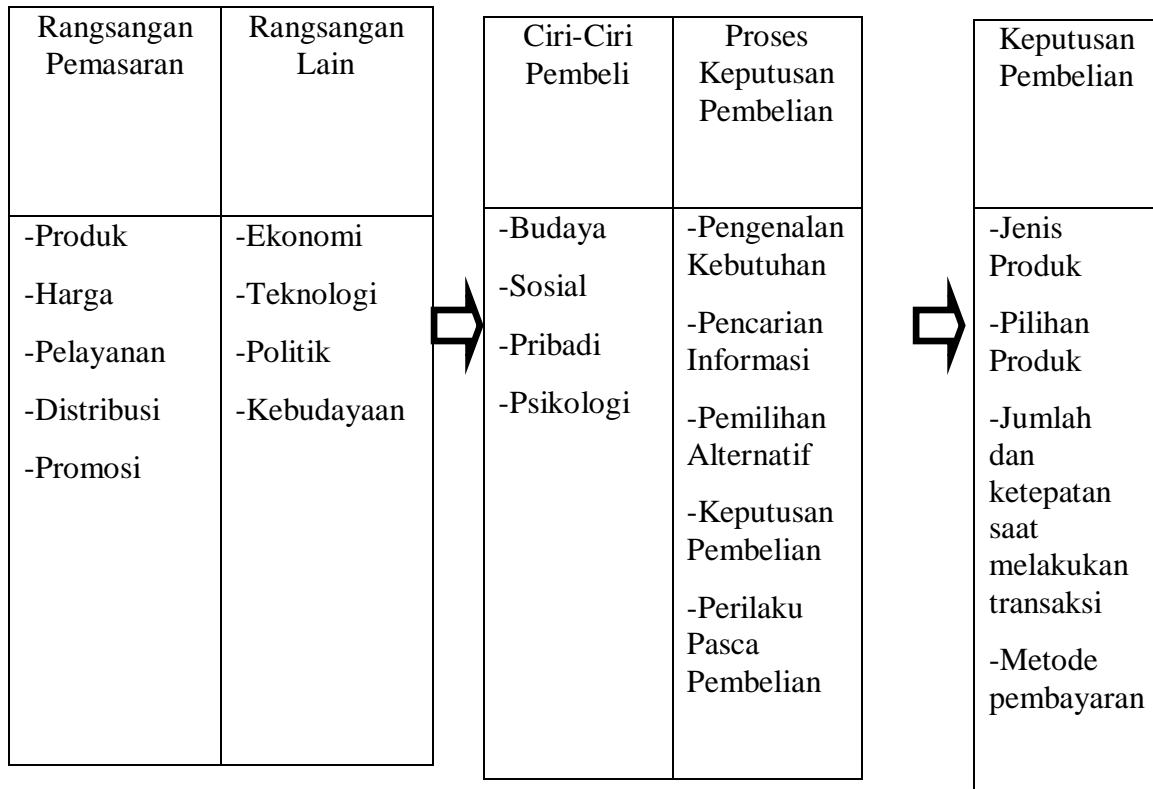 Rangsangan
Pemasaran
Rangsangan
Lain
Ciri-Ciri
Pembeli
Proses
Keputusan
Pembelian
Keputusan
Pembelian
-Produk
-Harga
-Pelayanan
-Distribusi
-Promosi
-Ekonomi
-Teknologi
-Politik
-Kebudayaan
-Budaya
-Sosial
-Pribadi
-Psikologi
-Pengenalan
Kebutuhan
-Pencarian
Informasi
-Pemilihan
Alternatif
-Keputusan
Pembelian
-Perilaku
Pasca
Pembelian
-Jenis
Produk
-Pilihan
Produk
-Jumlah
dan
ketepatan
saat
melakukan
transaksi
-Metode
pembayaran